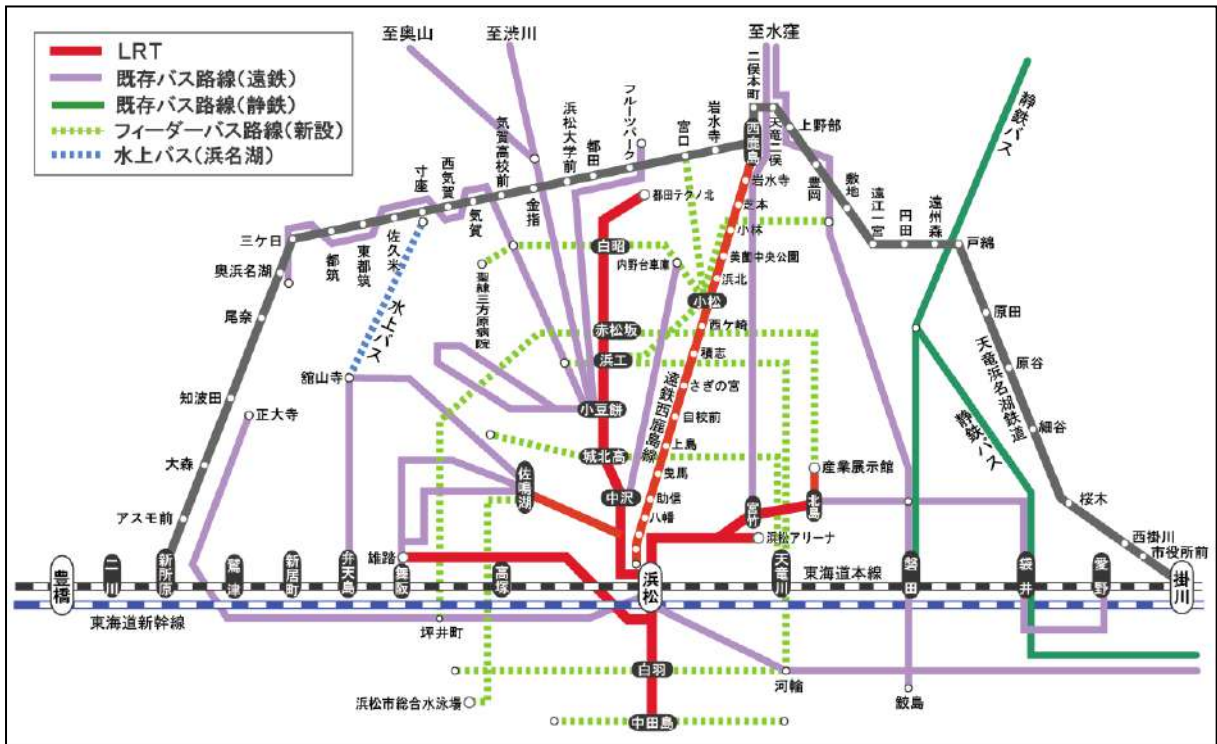 LRT
既存バス路線(遠鉄)
既存バス路線(静鉄)
フィーダーバス路線(新設)
水上バス(浜名湖)
至奥山
至渋川
至水窪
二俣本町
天竜二俣
上野部
豊岡
敷地
遠江一宮
円田
遠州森
戸綿
原田
原谷
細谷
桜木
西掛川
市役所前
掛川
天竜浜名湖鉄道
静鉄バス
静鉄バス
西鹿島
岩水寺
宮口
フルーツパーク
都田
浜松大学前
金指
気賀高校前
気賀
西気賀
寸座
佐久米
東都筑
都筑
三ケ日
奥浜名湖
尾奈
知波田
大森
アスモ前
新所原
正大寺
水上バス
舘山寺
聖隷三方原病院
都田テクノ北
白昭
内野台車庫
赤松坂
浜工
小豆餅
城北高
中沢
佐鳴湖
岩水寺
芝本
小林
美薗中央公園
浜北
小松
西ケ崎
積志
さぎの宮
自校前
上島
曳馬
助信
八幡
遠鉄西鹿島線
産業展示館
北島
宮竹
浜松アリーナ
雄踏
豊橋
二川
鷲津
新居町
弁天島
舞阪
高塚
浜松
天竜川
磐田
袋井
愛野
東海道本線
東海道新幹線
坪井町
白羽
河輪
浜松市総合水泳場
中田島
鮫島